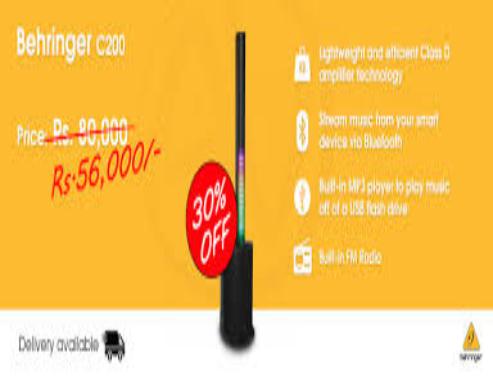 Behringer C200
Price: Rs. 80,000
Rs.56,000/-
30%
OFF
Lightweight and efficient Class D
amplifier technology
Stream music from your smart
device via Bluetooth
Built-in MP3 player to play music
off of a USB flash drive
Built-in FM Radio
Delivery available
behringer